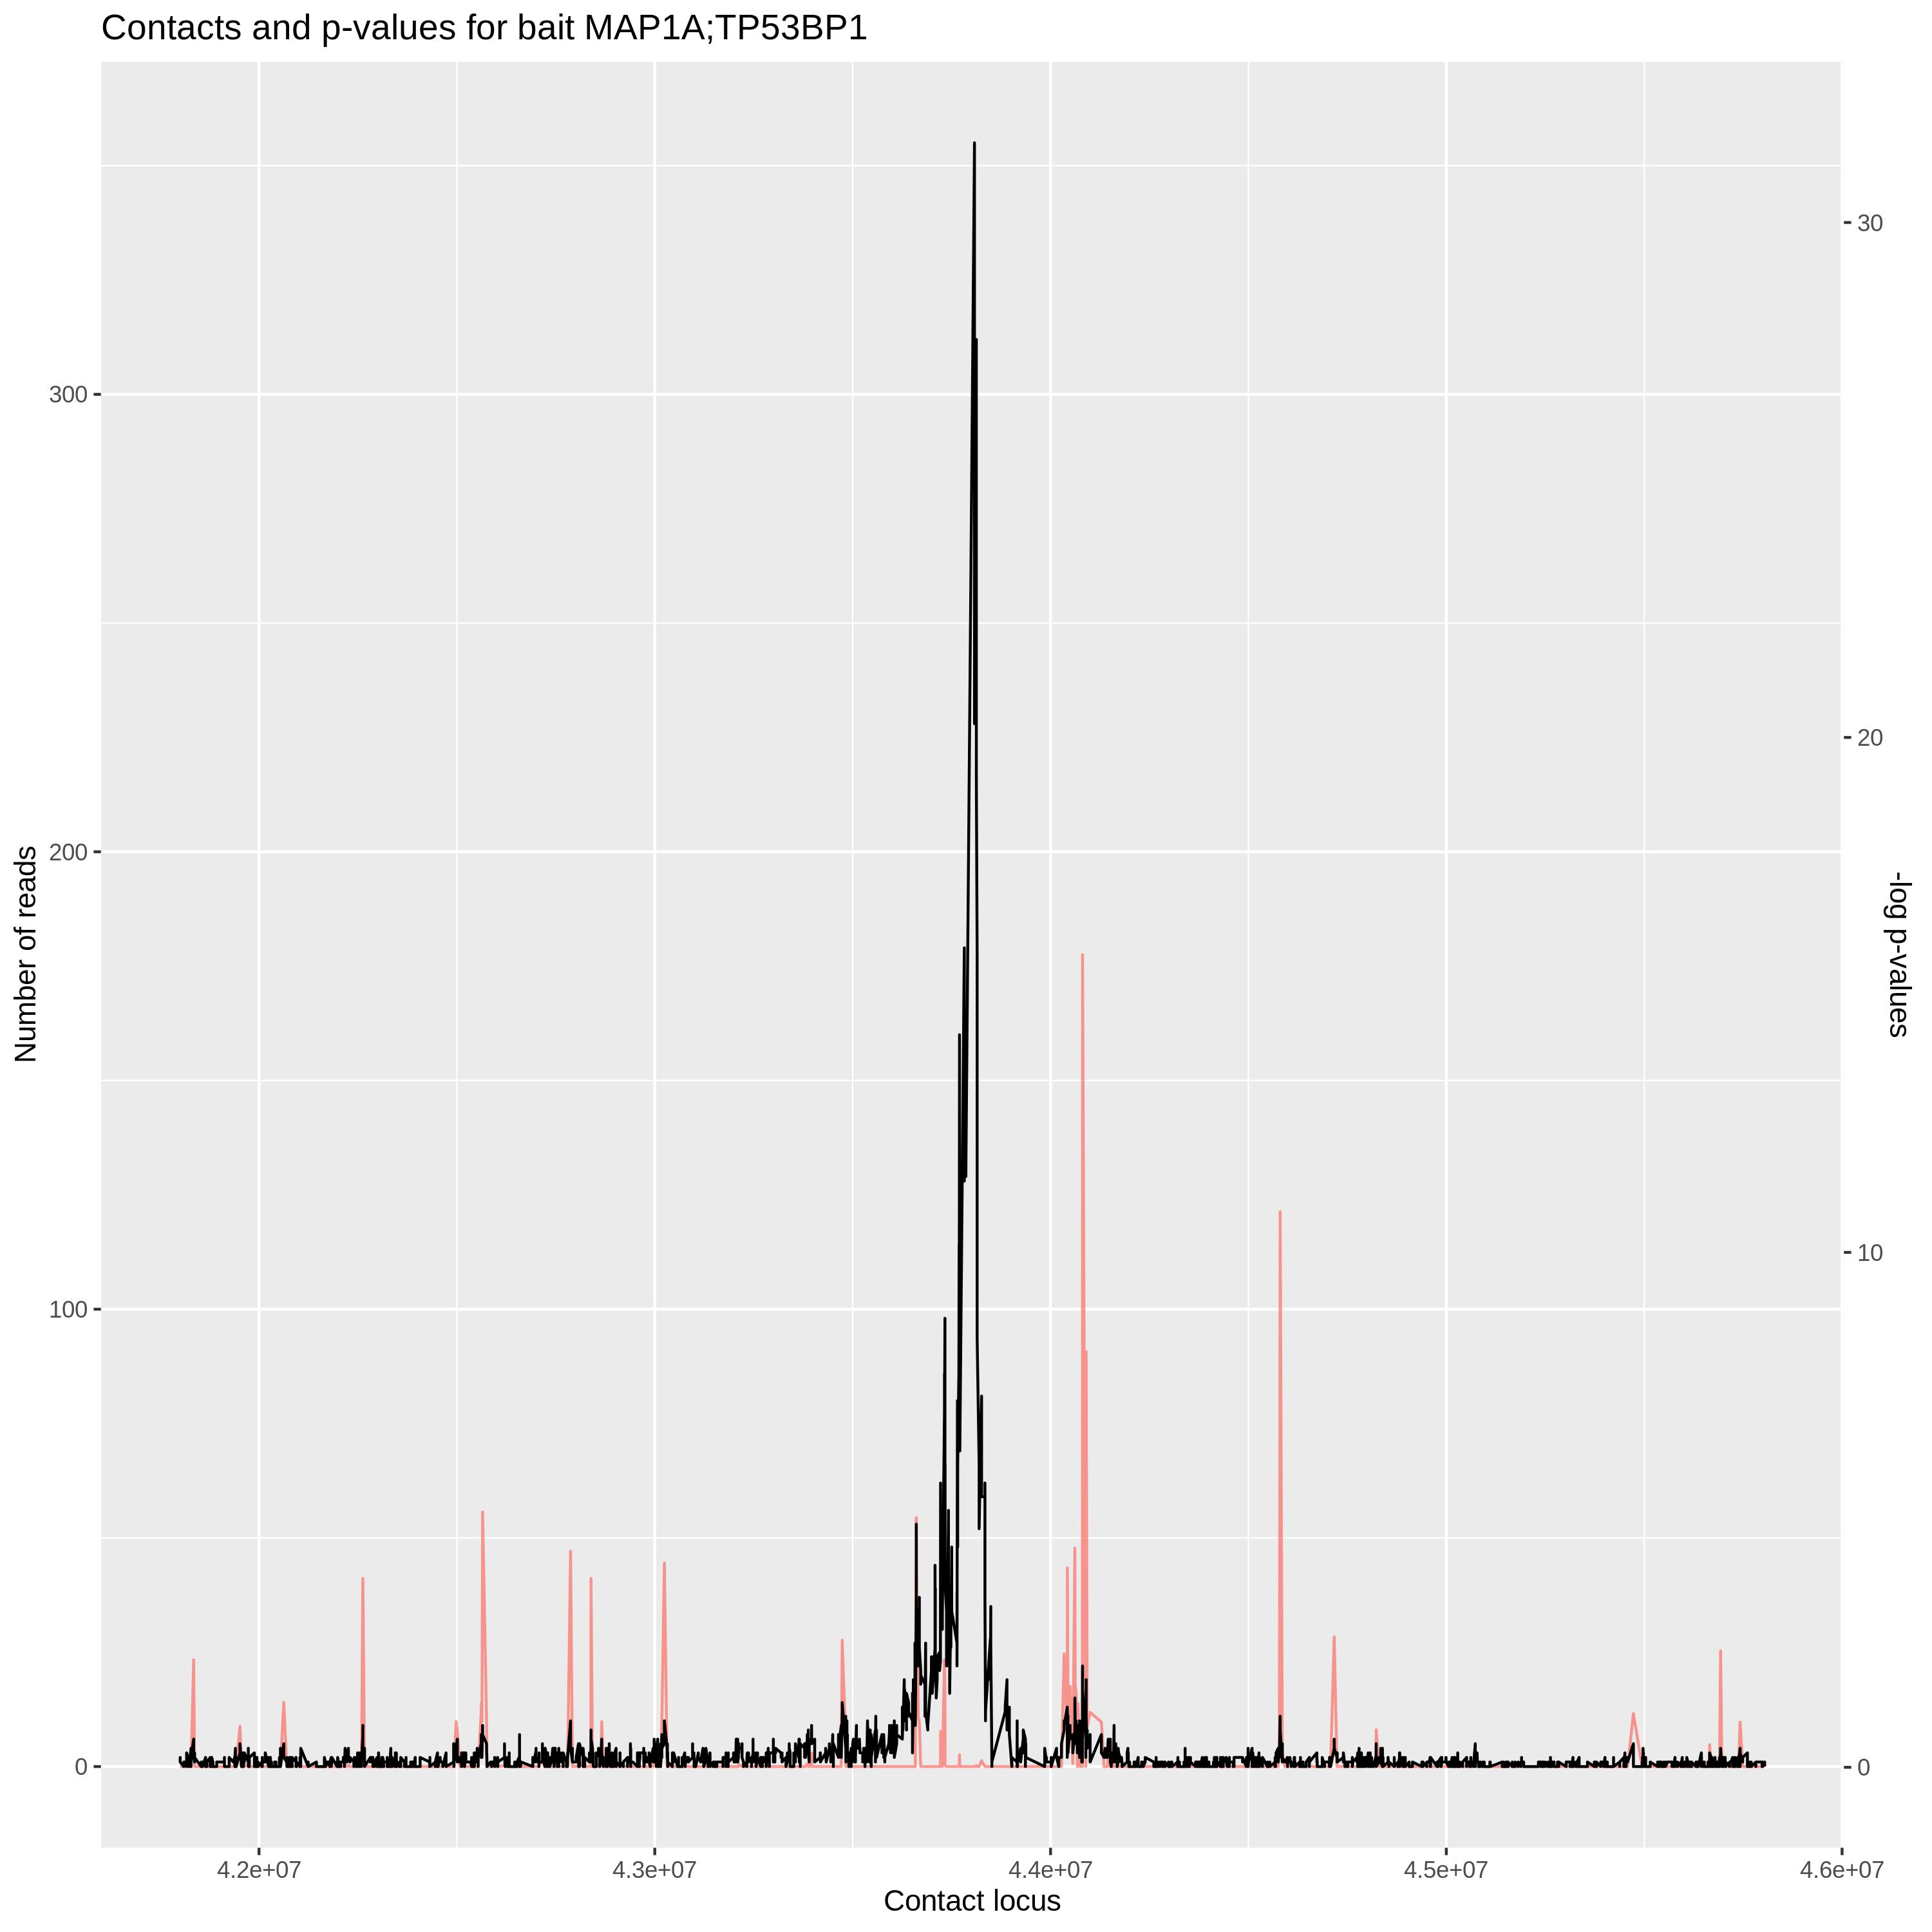 Contacts and p-values for bait MAP1A;TP53BP1
Number of reads
300
200
100
0
30
20
10
0
-log p-values
4.2e+07
4.3e+07
4.4e+07
4.5e+07
4.6e+07
Contact locus